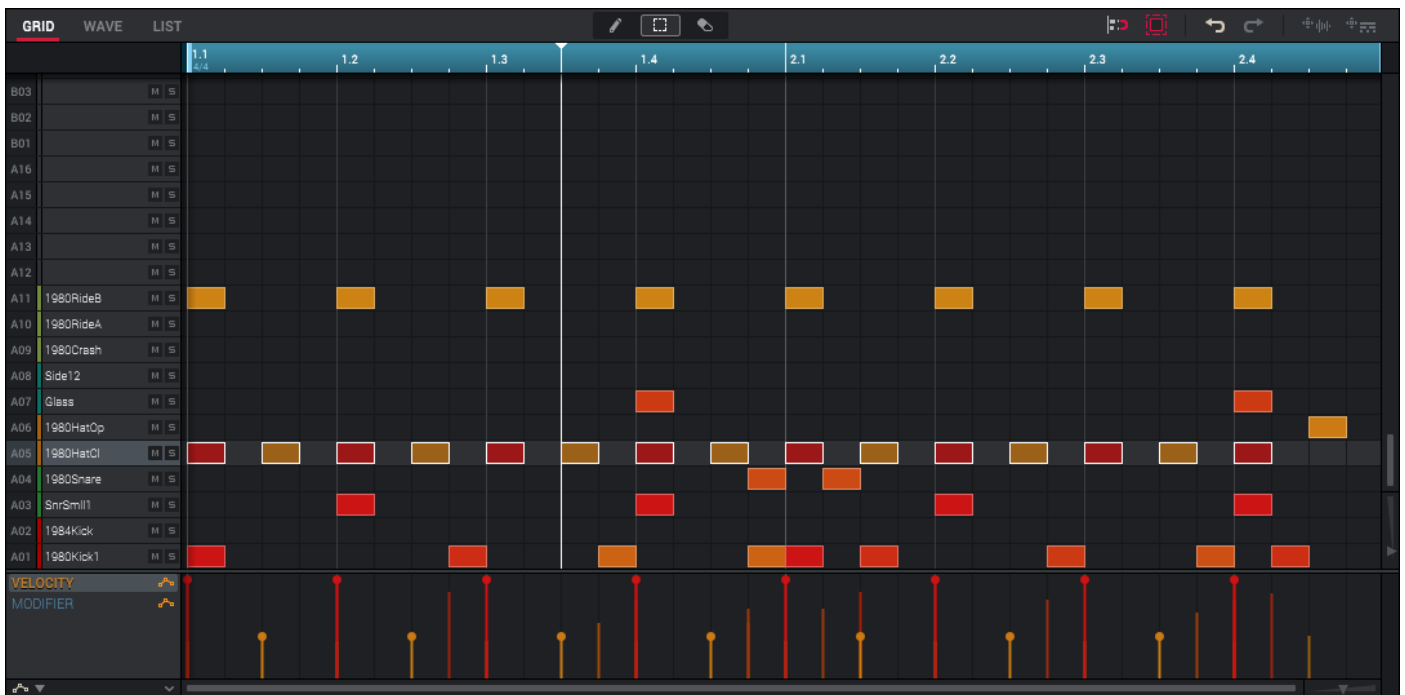 GRID WAVE LIST
1.1 1.2 1.3 1.4 2.1 2.2 2.3 2.4
4/4
B03 M S
B02 M S
B01 M S
A16 M S
A15 M S
A14 M S
A13 M S
A12 M S
A11 1980RideB M S
A10 1980RideA M S
A09 1980Crash M S
A08 Side12 M S
A07 Glass M S
A06 1980HatOp M S
A05 1980HatCl M S
A04 1980Snare M S
A03 SnrSmll1 M S
A02 1984Kick M S
A01 1980Kick1 M S
VELOCITY
MODIFIER